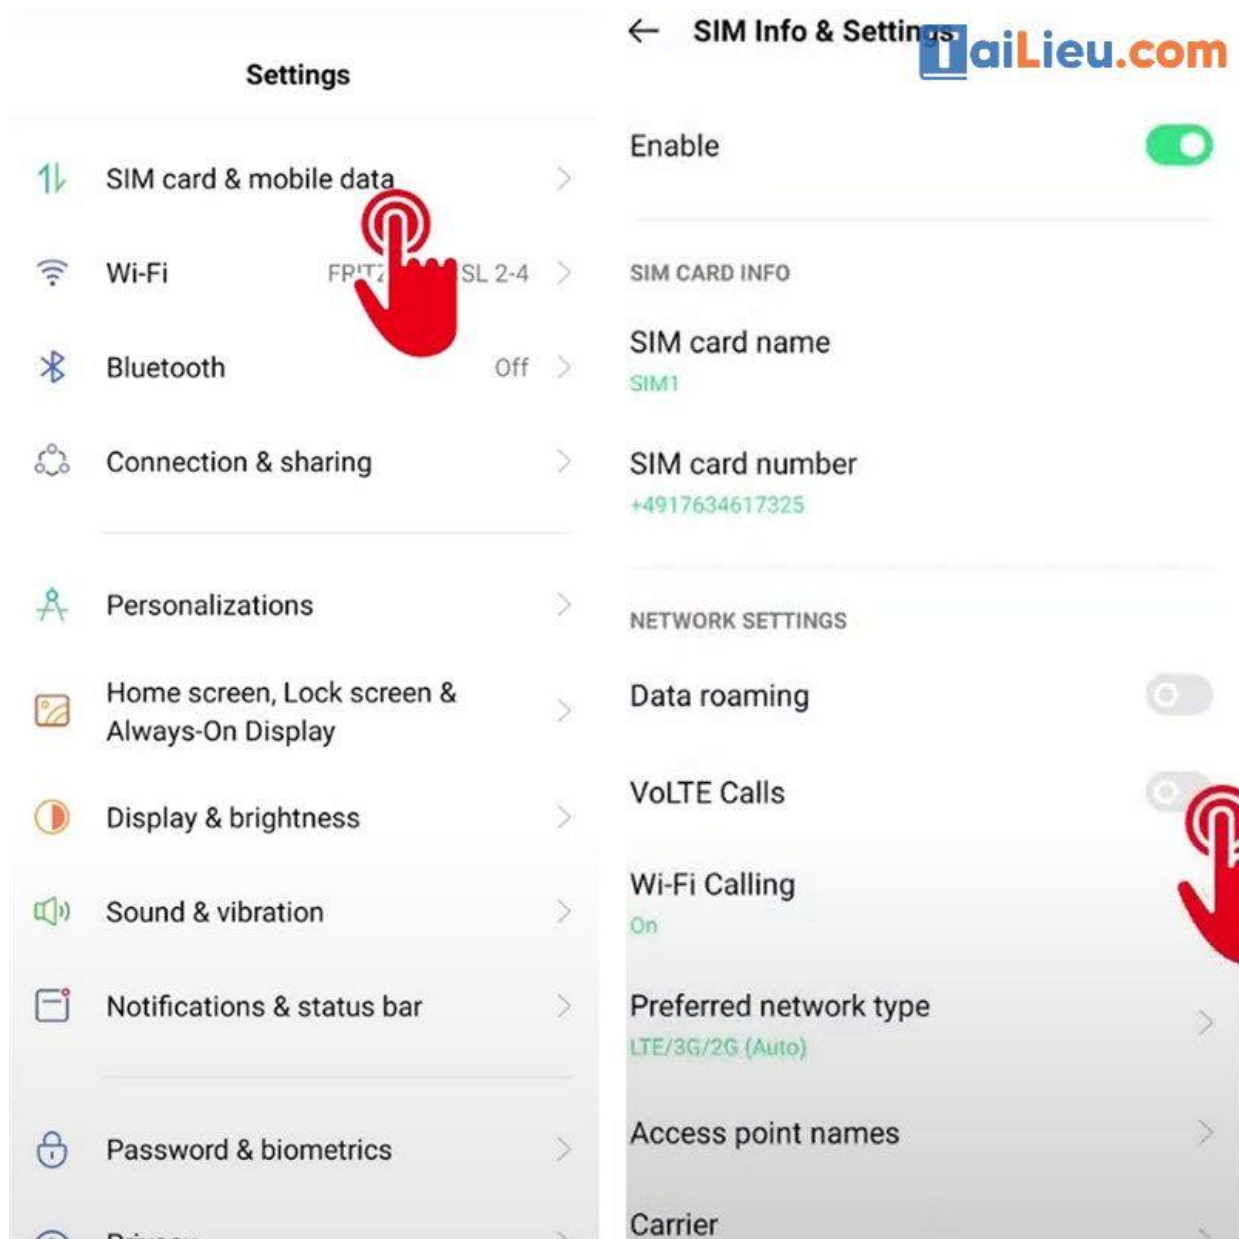 Settings
SIM card & mobile data
Wi-Fi
SL 2-4
Bluetooth
Off
Connection & sharing
Personalizations
Home screen, Lock screen &
Always-On Display
Display & brightness
Sound & vibration
Notifications & status bar
Password & biometrics
SIM Info & Settings
TaiLieu.com
Enable
SIM CARD INFO
SIM card name
SIM1
SIM card number
+4917634617325
NETWORK SETTINGS
Data roaming
VoLTE Calls
Wi-Fi Calling
On
Preferred network type
LTE/3G/2G (Auto)
Access point names
Carrier